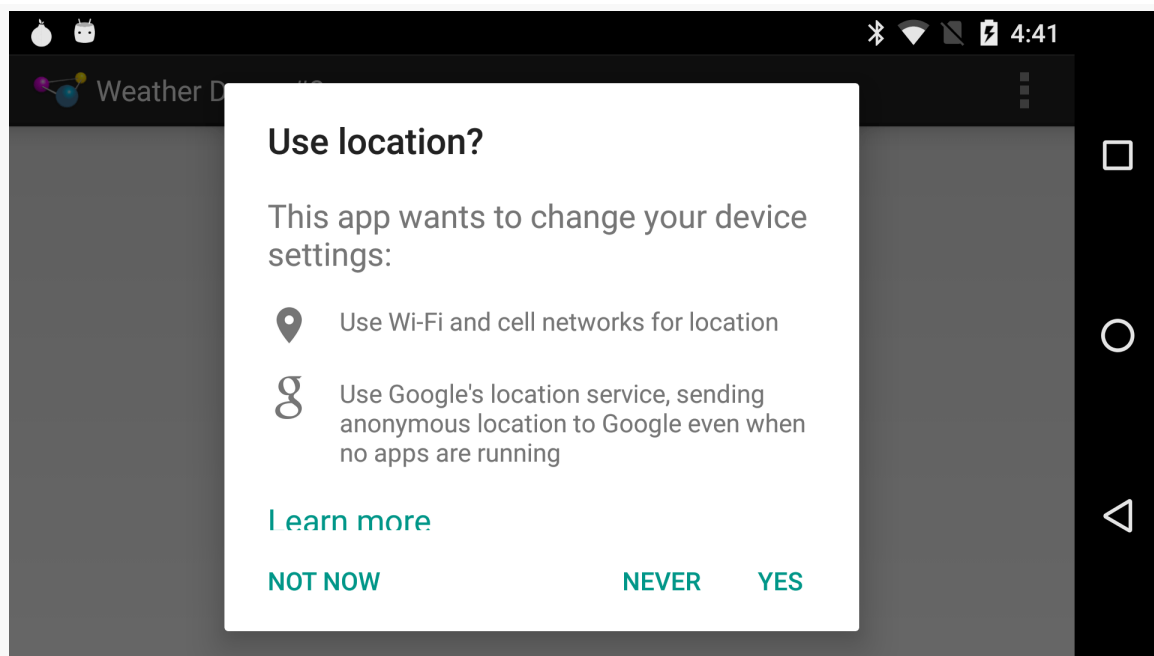 4:41
Weather
Use location?
This app wants to change your device
settings:
Use Wi-Fi and cell networks for location
Use Google's location service, sending
anonymous location to Google even when
no apps are running
Learn more
NOT NOW NEVER YES